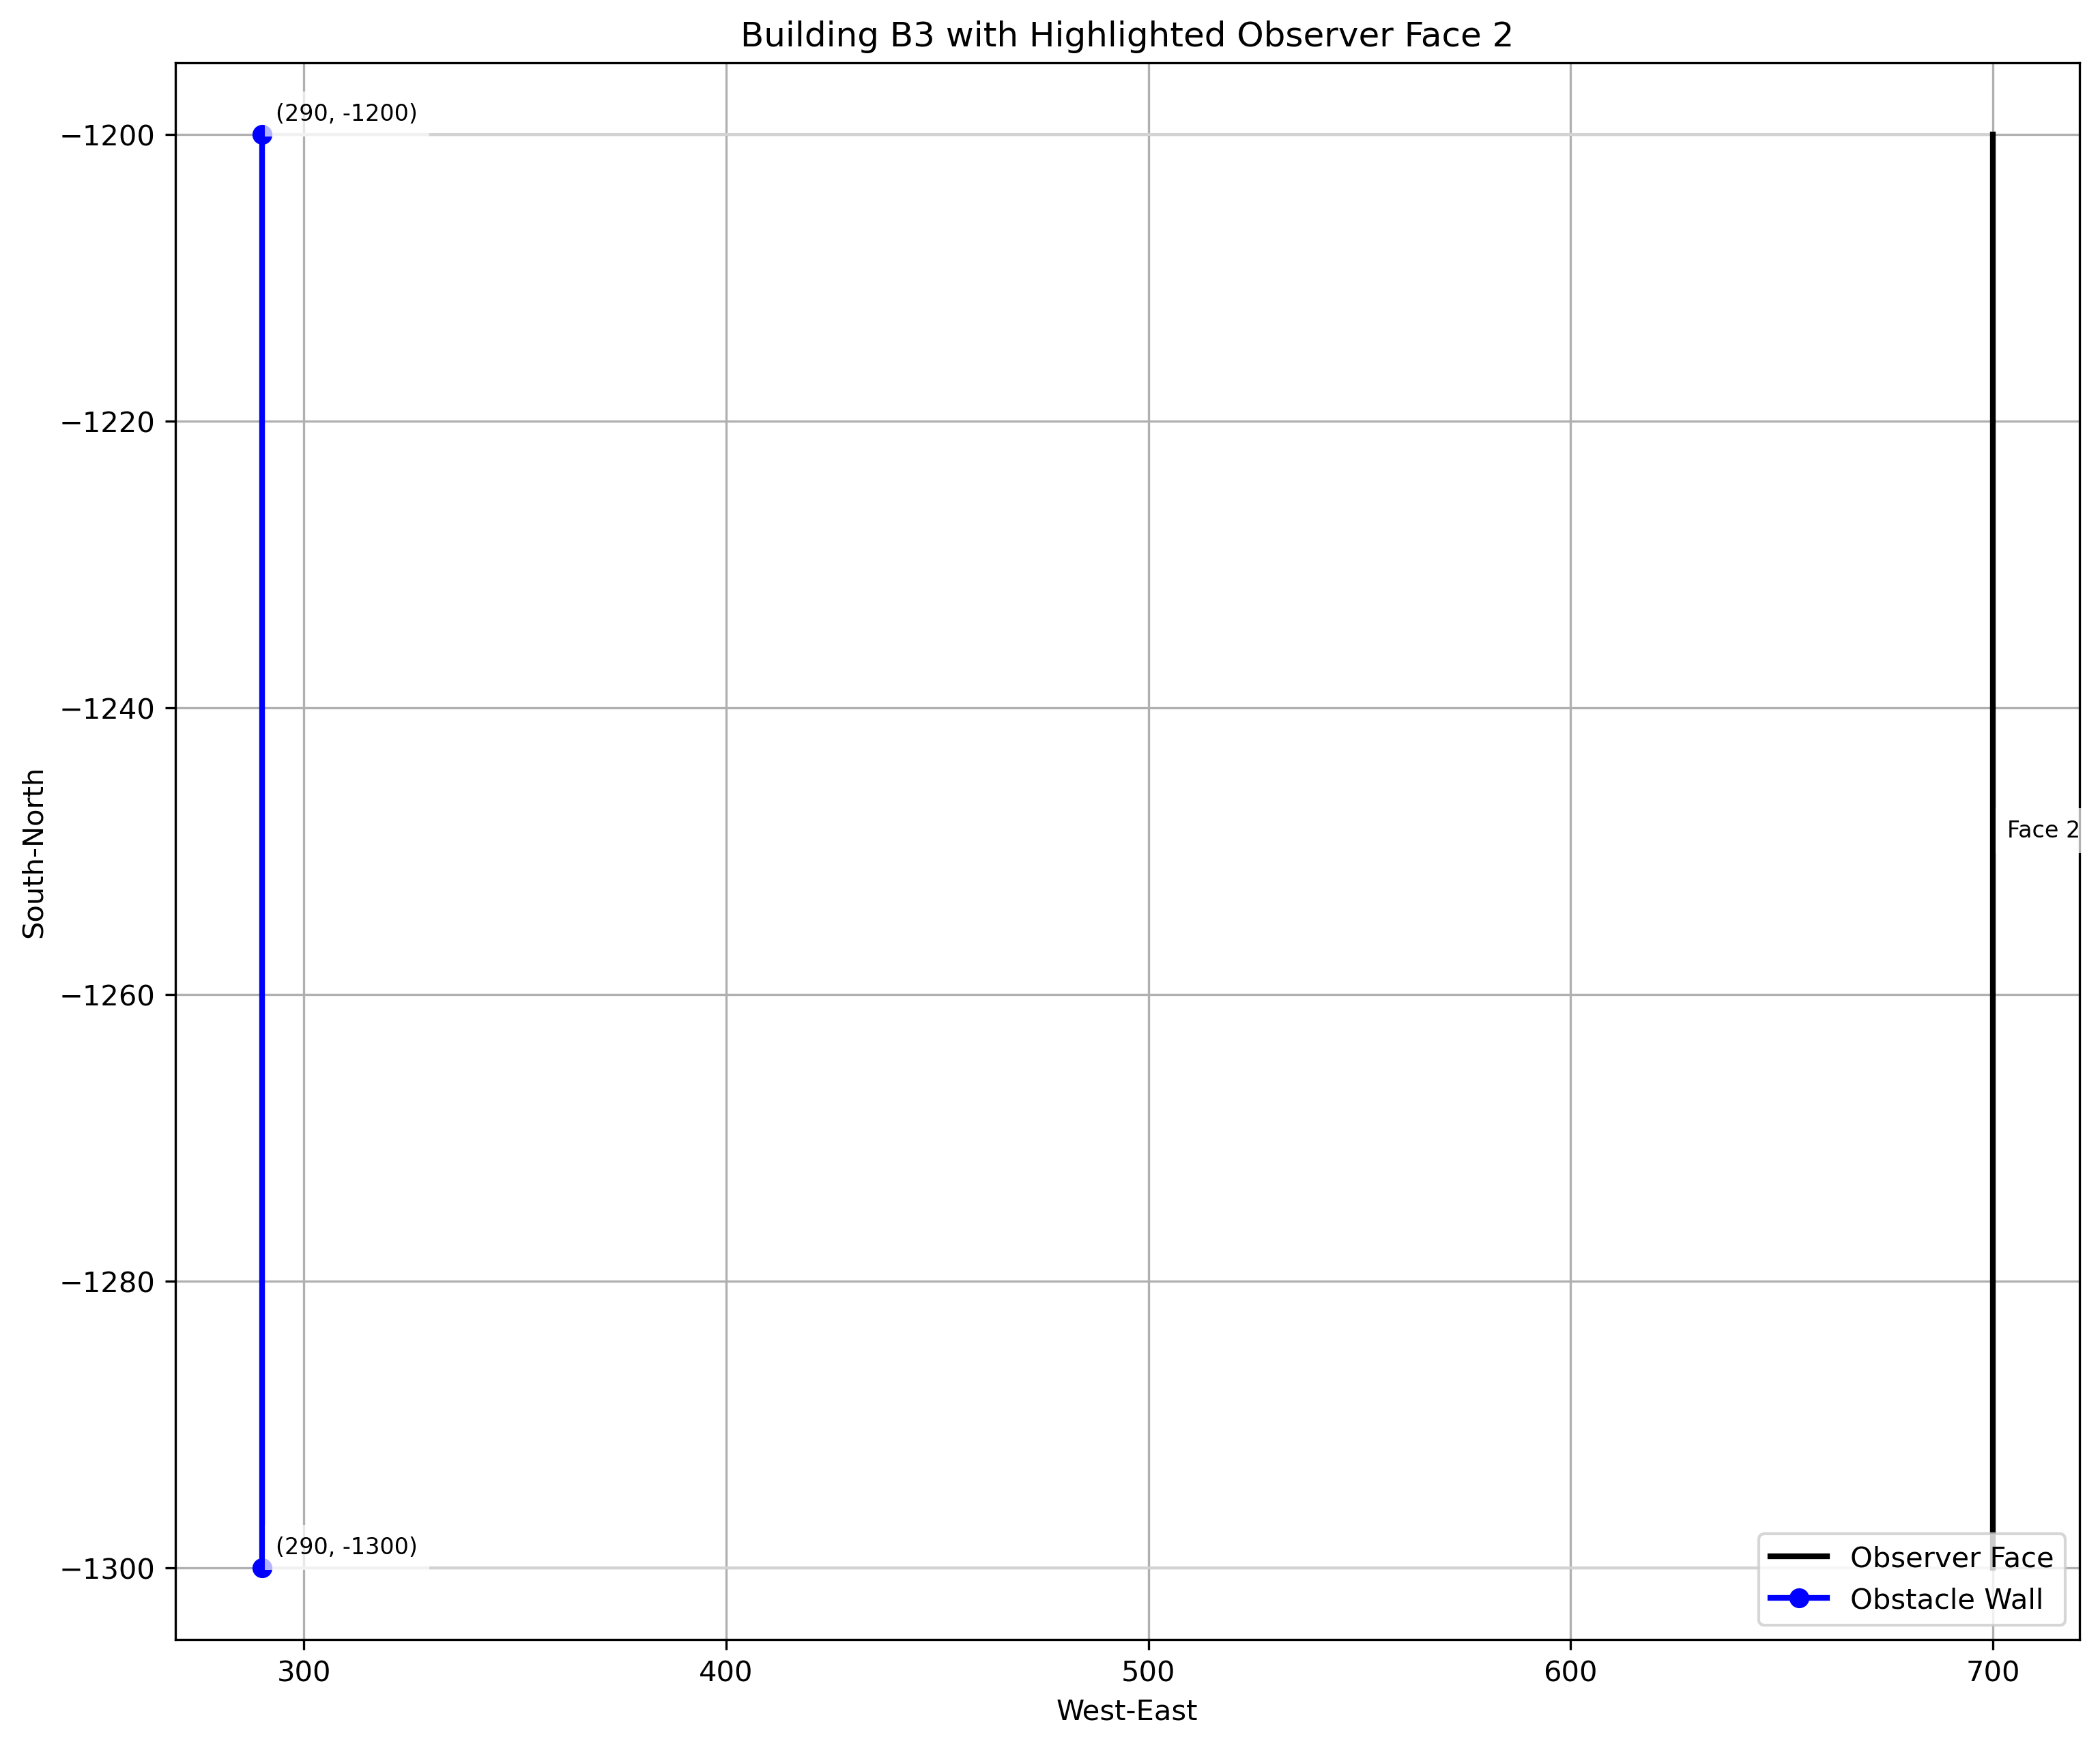 Building B3 with Highlighted Observer Face 2
(290, -1200)
−1200
−1220
−1240
Face 2
South-North
−1260
−1280
(290, -1300)
−1300
Observer Face
Obstacle Wall
300 400 500 600 700
West-East